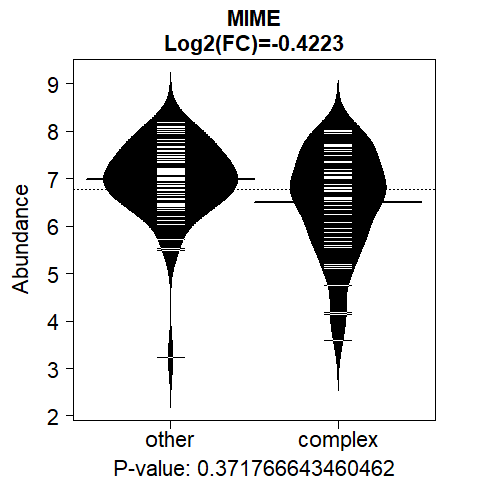 MIME
Log2(FC)=-0.4223
9
8
7
6
5
4
3
2
Abundance
other complex
P-value: 0.371766643460462